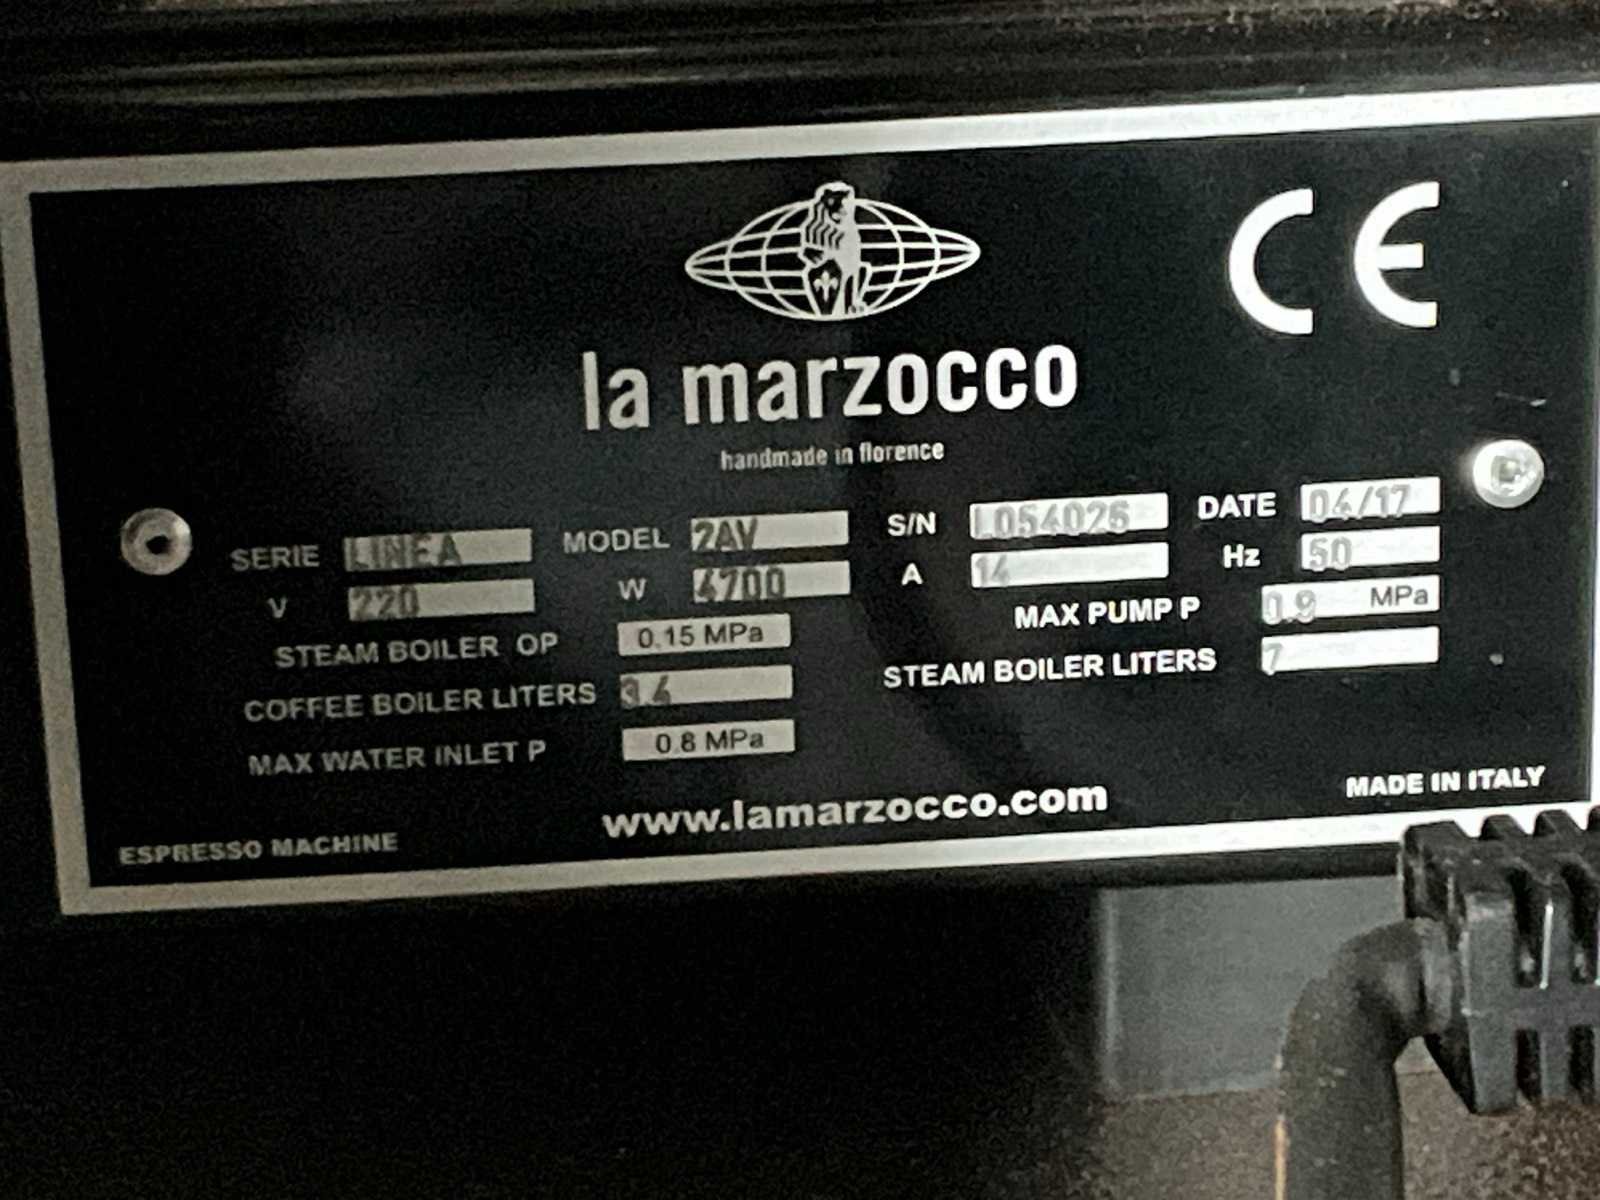 CE
la marzocco
handmade in florence
SERIE LINEA MODEL 2AV S/N L054026 DATE 04/17
V 220 W 4700 A 14 Hz 50
STEAM BOILER OP 0.15 MPa MAX PUMP P 0.9 MPa
COFFEE BOILER LITERS 3.4 STEAM BOILER LITERS 7
MAX WATER INLET P 0.8 MPa
www.lamarzocco.com
MADE IN ITALY
ESPRESSO MACHINE